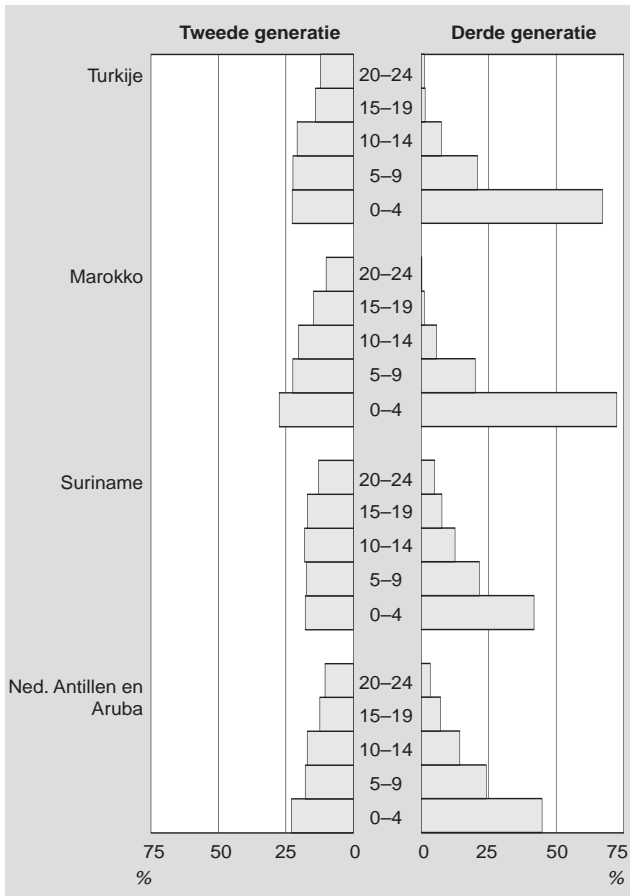 Tweede generatie Derde generatie
Turkije 20–24
15–19
10–14
5–9
0–4
Marokko 20–24
15–19
10–14
5–9
0–4
Suriname 20–24
15–19
10–14
5–9
0–4
Ned. Antillen en
Aruba
20–24
15–19
10–14
5–9
0–4
75 50 25 0 0 25 50 75
% %